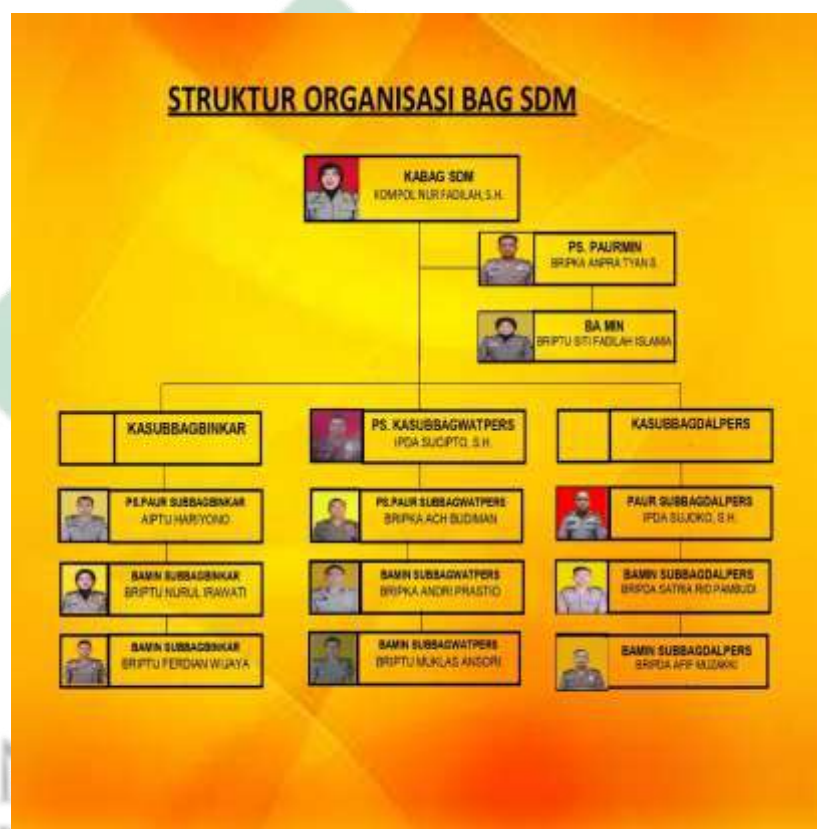 STRUKTUR ORGANISASI BAG SDM
KABAG SDM
KOMPOL NUR FADILAH, S.H.
PS. PAURMIN
BRIPKA ANPRA TYAN S.
BA MIN
BRIPTU SITI FADILAH ISLAMIA
KASUBBAGBINKAR
PS. KASUBBAGWATPERS
IPDA SUCIPTO, S.H.
KASUBBAGDALPERS
PS.PAUR SUBBAGBINKAR
AIPTU HARIYONO
PS.PAUR SUBBAGWATPERS
BRIPKA ACH BUDIMAN
PAUR SUBBAGDALPERS
IPDA SUJOKO, S.H.
BAMIN SUBBAGBINKAR
BRIPTU NURUL IRAWATI
BAMIN SUBBAGWATPERS
BRIPKA ANDRI PRASTIO
BAMIN SUBBAGDALPERS
BRIPDA SATRIA RIO PAMBUDI
BAMIN SUBBAGBINKAR
BRIPTU FERDIAN WIJAYA
BAMIN SUBBAGWATPERS
BRIPTU MUKLAS ANSORI
BAMIN SUBBAGDALPERS
BRIPDA AFIF MUZAKKI